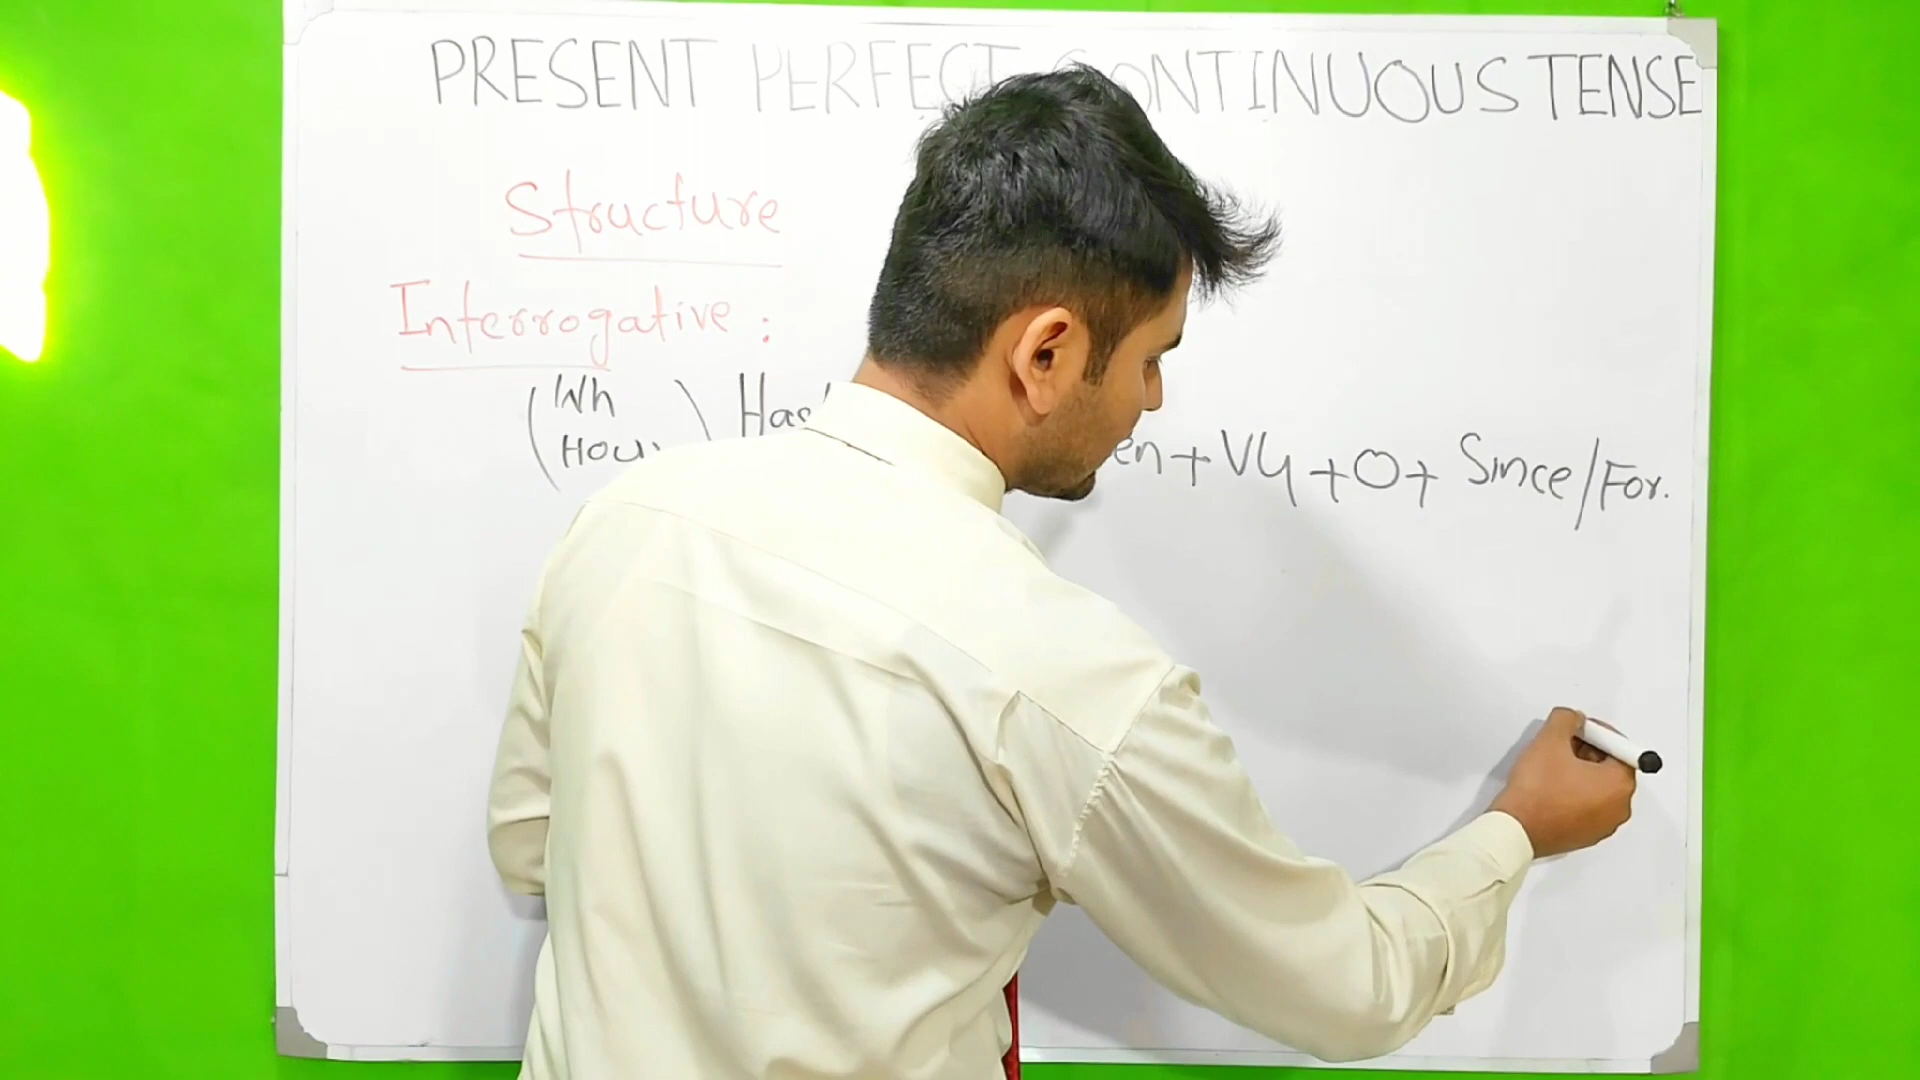 PRESENT PERFECT CONTINUOUS TENSE
Structure
Interrogative :
(Wh
How) Has en + V4 + O + Since/For.